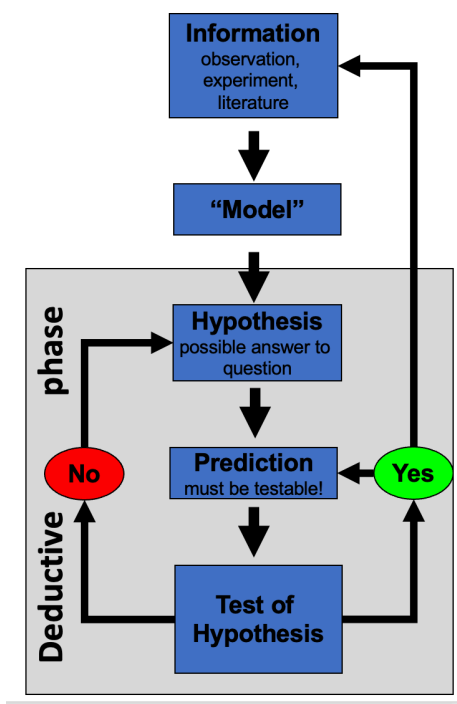 Information
observation,
experiment,
literature
“Model”
Hypothesis
possible answer to
question
Prediction
must be testable!
Test of
Hypothesis
No
Yes
Deductive phase